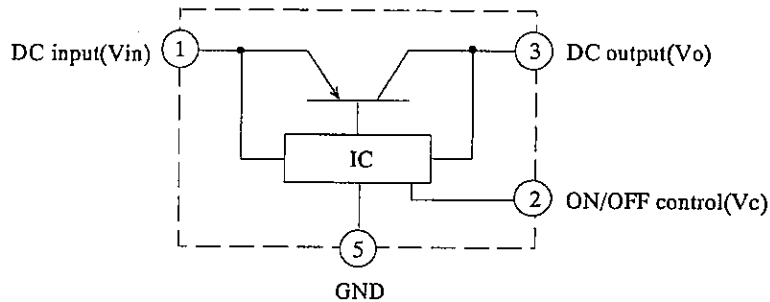 DC input(Vin)
1
3
DC output(Vo)
IC
2
ON/OFF control(Vc)
5
GND